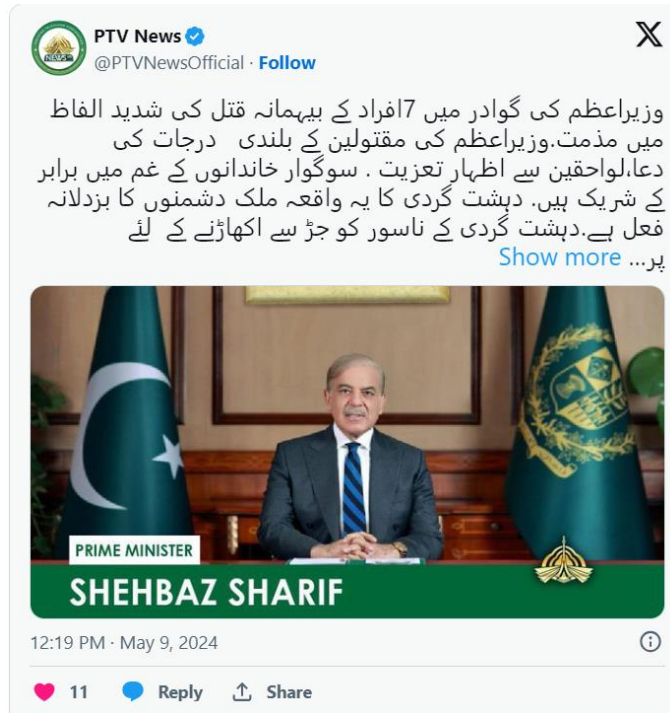 PTV News
@PTVNewsOfficial · Follow
وزیراعظم کی گوادر میں 7افراد کے بیہمانہ قتل کی شدید الفاظ
میں مذمت.وزیراعظم کی مقتولین کے بلندی درجات کی
دعا،لواحقین سے اظہار تعزیت . سوگوار خاندانوں کے غم میں برابر
کے شریک ہیں. دہشت گردی کا یہ واقعہ ملک دشمنوں کا بزدلانہ
فعل ہے.دہشت گردی کے ناسور کو جڑ سے اکھاڑنے کے لئے
پر... Show more
PRIME MINISTER
SHEHBAZ SHARIF
12:19 PM · May 9, 2024
11 Reply Share